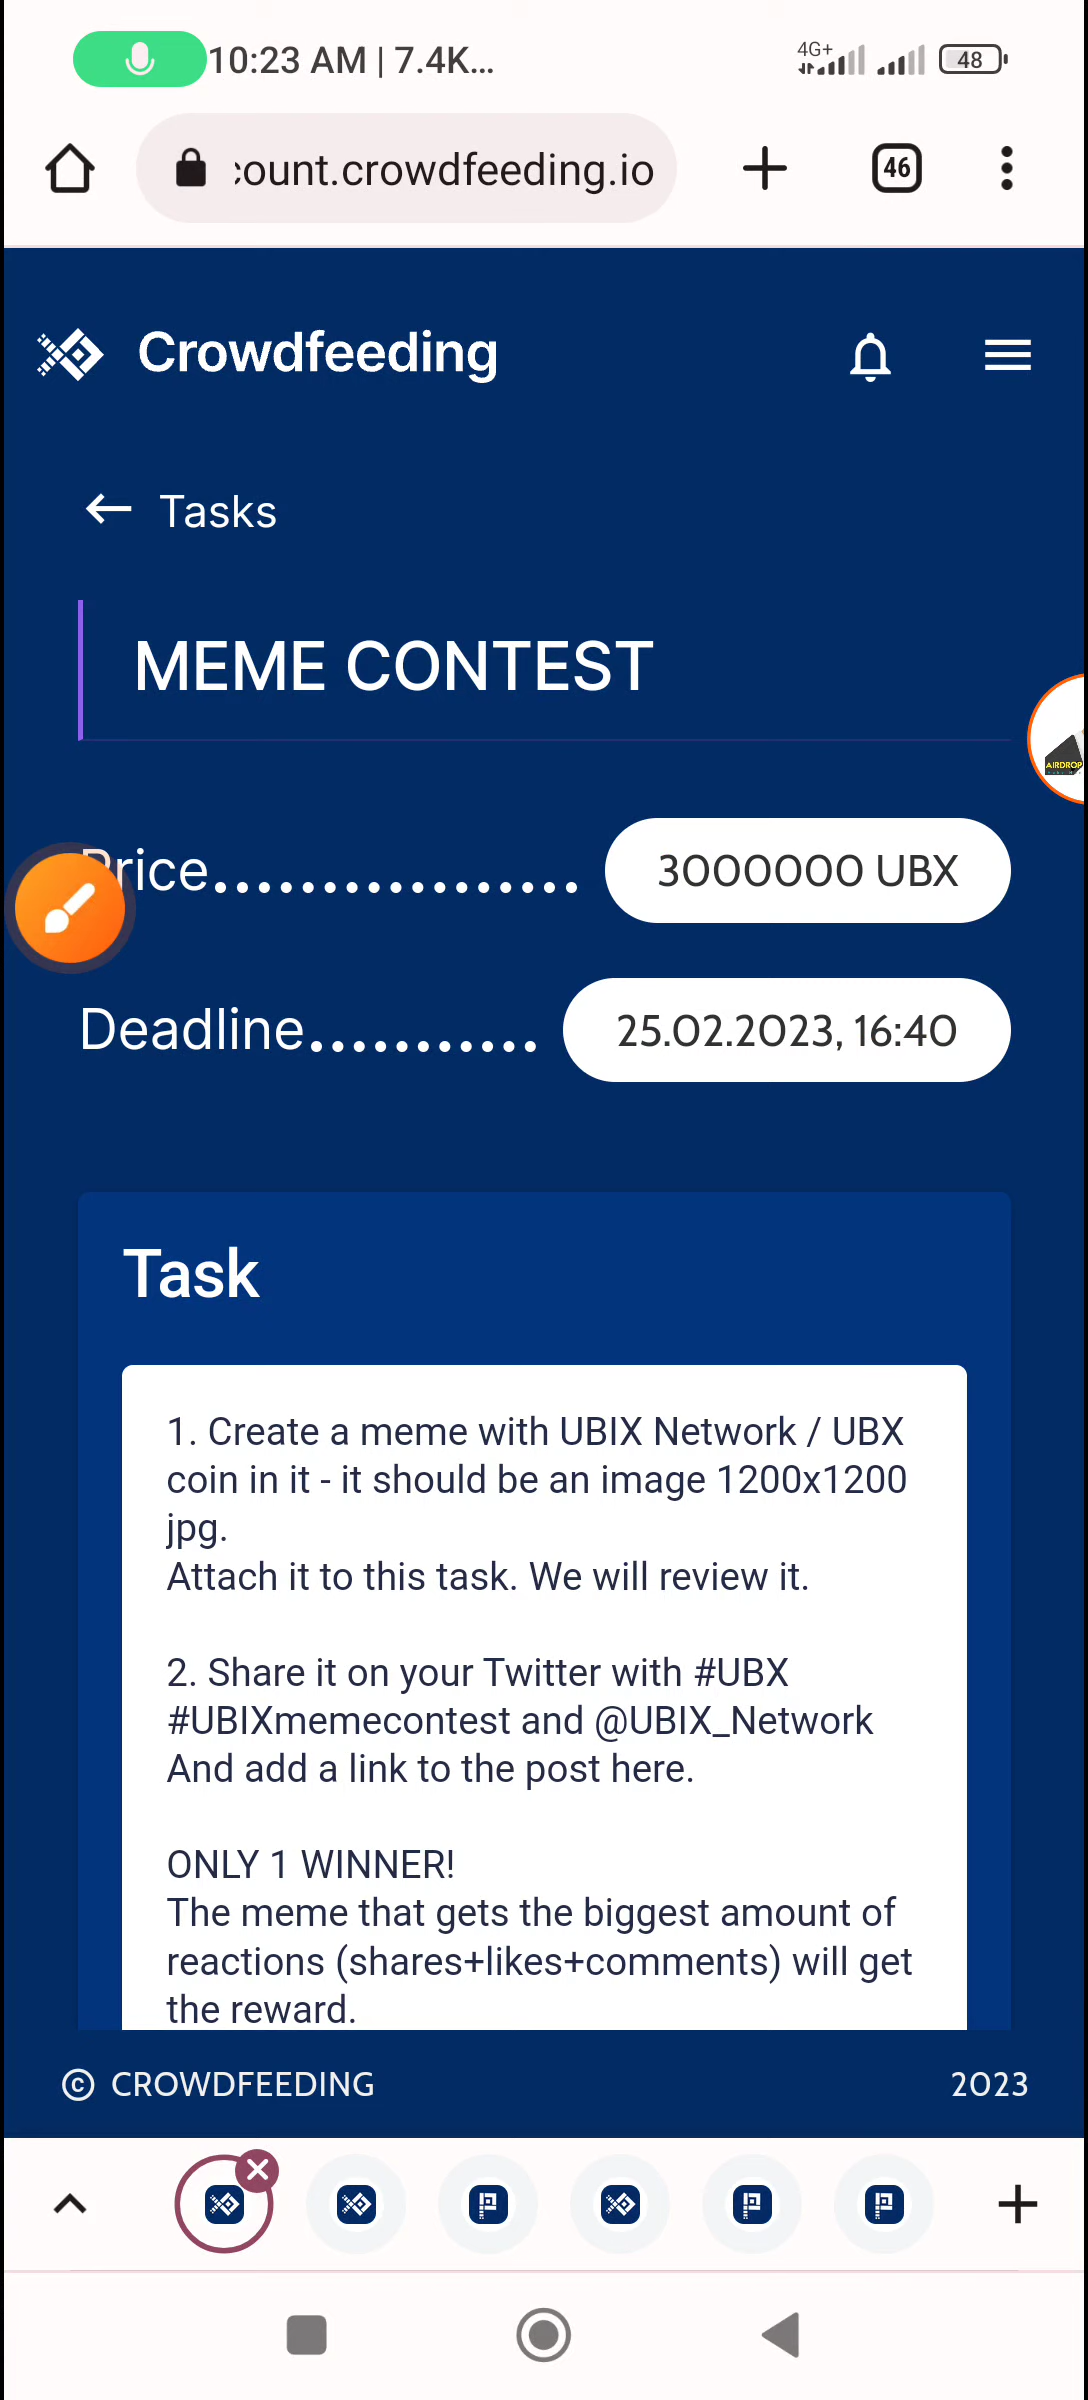 10:23 AM | 7.4K...
4G+
48
count.crowdfeeding.io
46
Crowdfeeding
Tasks
MEME CONTEST
AIRDROP
Price
3000000 UBX
Deadline
25.02.2023, 16:40
Task
1. Create a meme with UBIX Network / UBX
coin in it - it should be an image 1200x1200
jpg.
Attach it to this task. We will review it.
2. Share it on your Twitter with #UBX
#UBIXmemecontest and @UBIX_Network
And add a link to the post here.
ONLY 1 WINNER!
The meme that gets the biggest amount of
reactions (shares+likes+comments) will get
the reward.
© CROWDFEEDING
2023